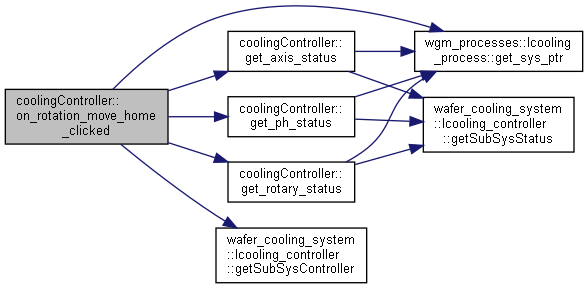 coolingController::
on_rotation_move_home
_clicked
coolingController::
get_axis_status
coolingController::
get_ph_status
coolingController::
get_rotary_status
wafer_cooling_system
::Icooling_controller
::getSubSysController
wgm_processes::Icooling
_process::get_sys_ptr
wafer_cooling_system
::Icooling_controller
::getSubSysStatus